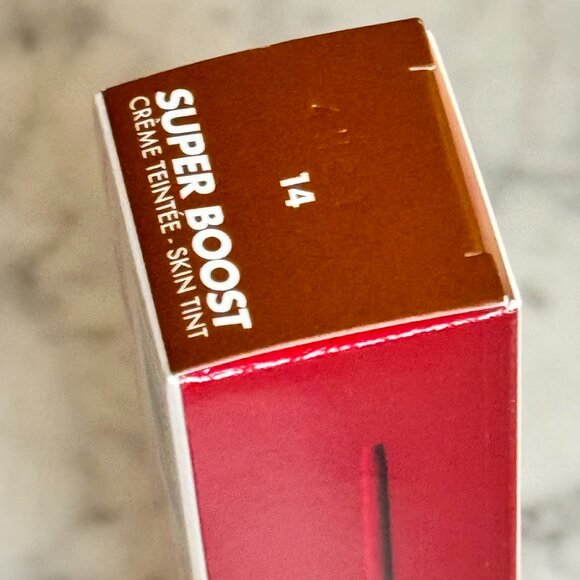 SUPER BOOST
CRÈME TEINTÉE - SKIN TINT
14